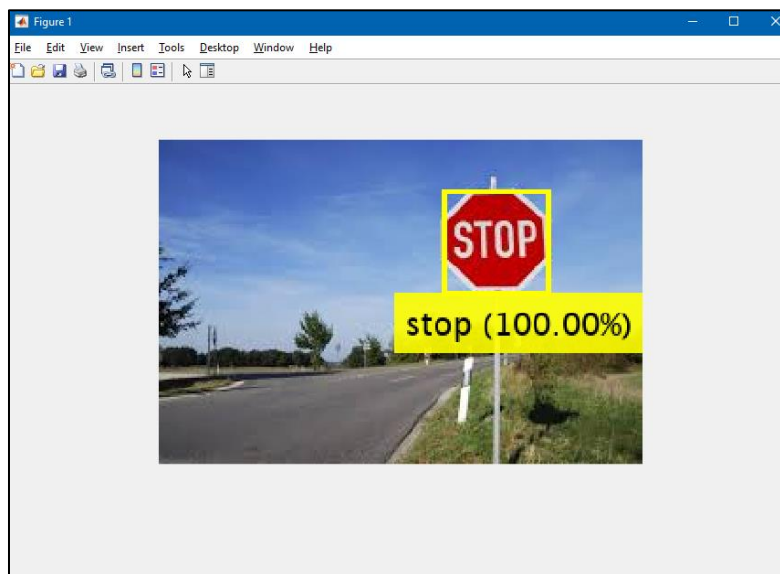 Figure 1
File Edit View Insert Tools Desktop Window Help
STOP
stop (100.00%)